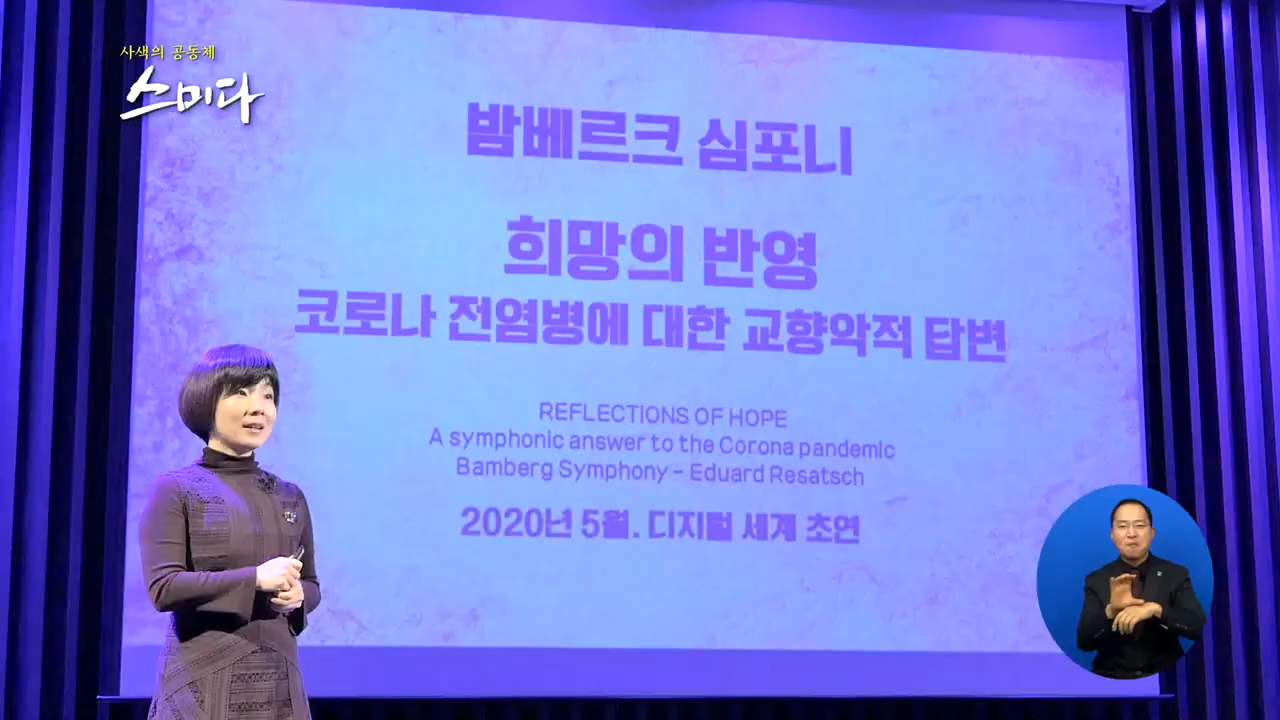 사색의 공동체
스미다
밤베르크 심포니
희망의 반영
코로나 전염병에 대한 교향악적 답변
REFLECTIONS OF HOPE
A symphonic answer to the Corona pandemic
Bamberg Symphony - Eduard Resatsch
2020년 5월. 디지털 세계 초연